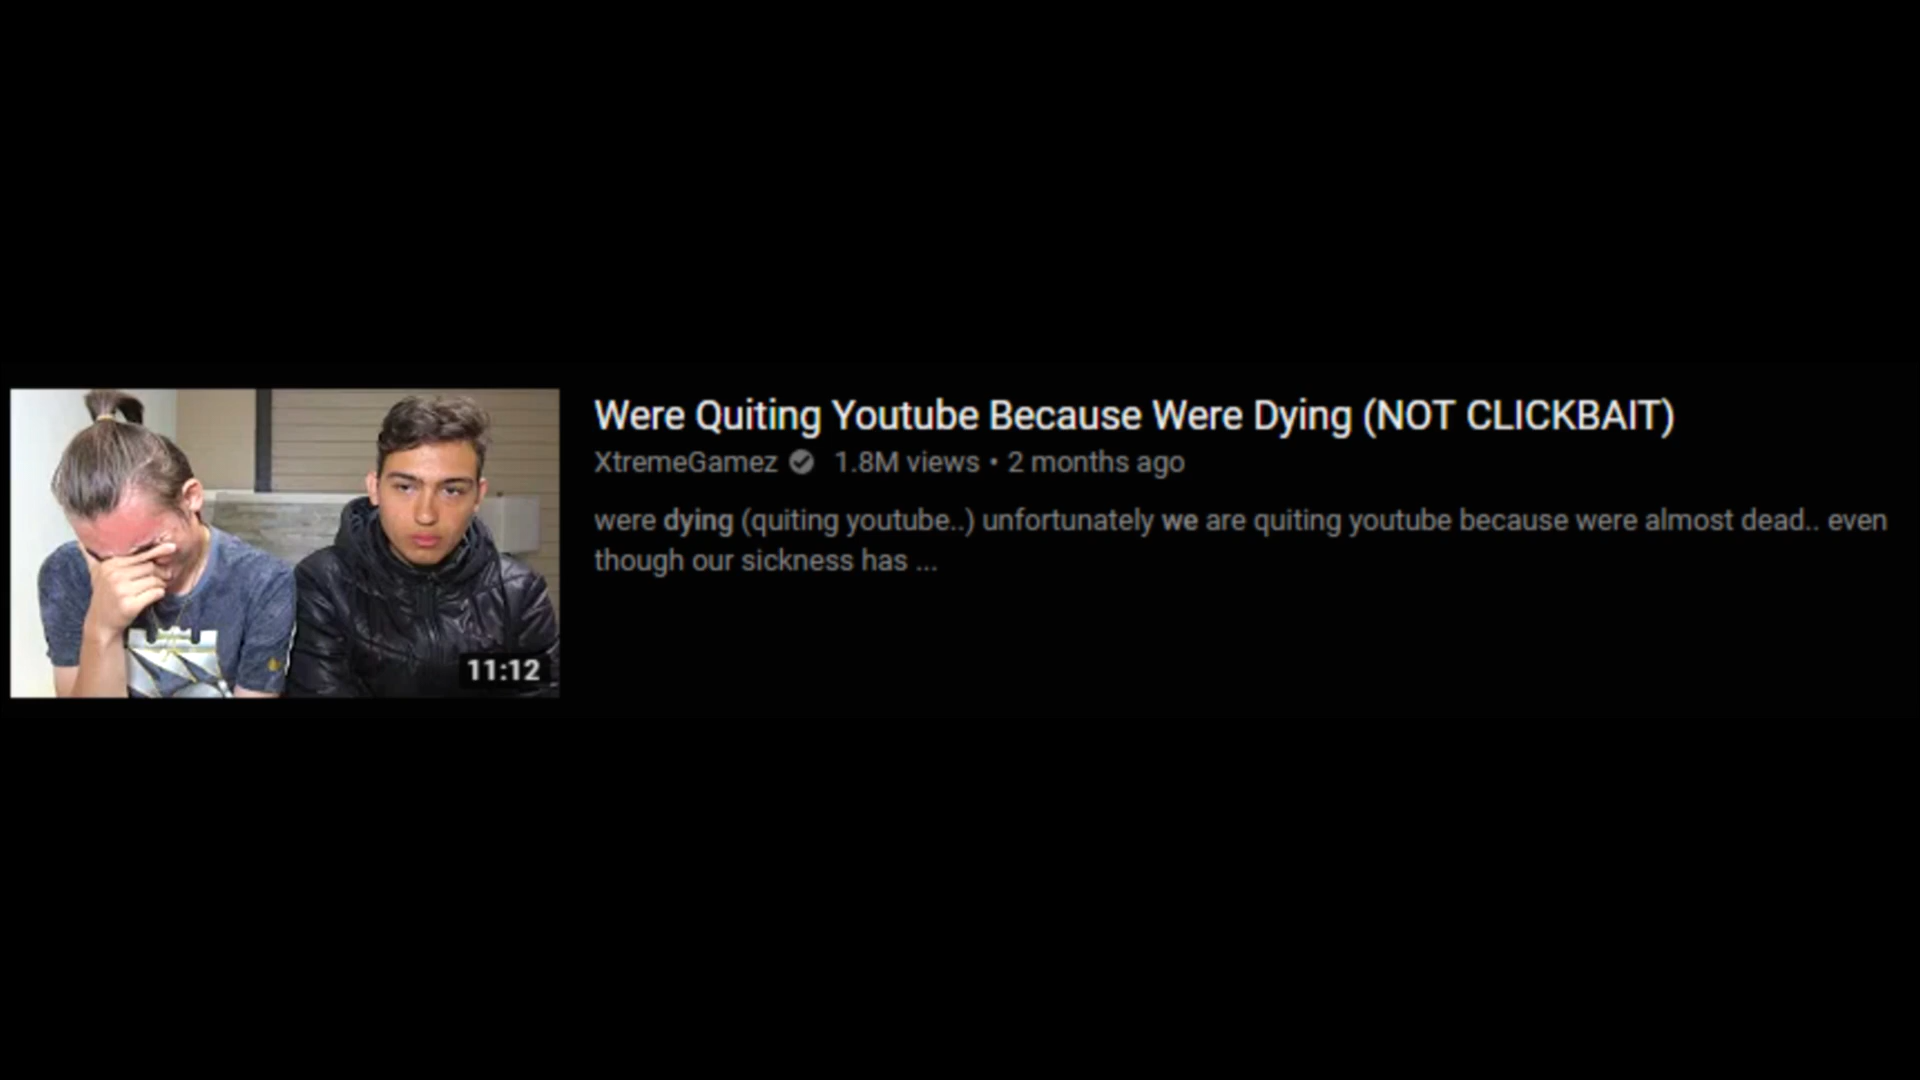 Were Quiting Youtube Because Were Dying (NOT CLICKBAIT)
XtremeGamez 1.8M views • 2 months ago
were dying (quiting youtube..) unfortunately we are quiting youtube because were almost dead.. even
though our sickness has ...
11:12